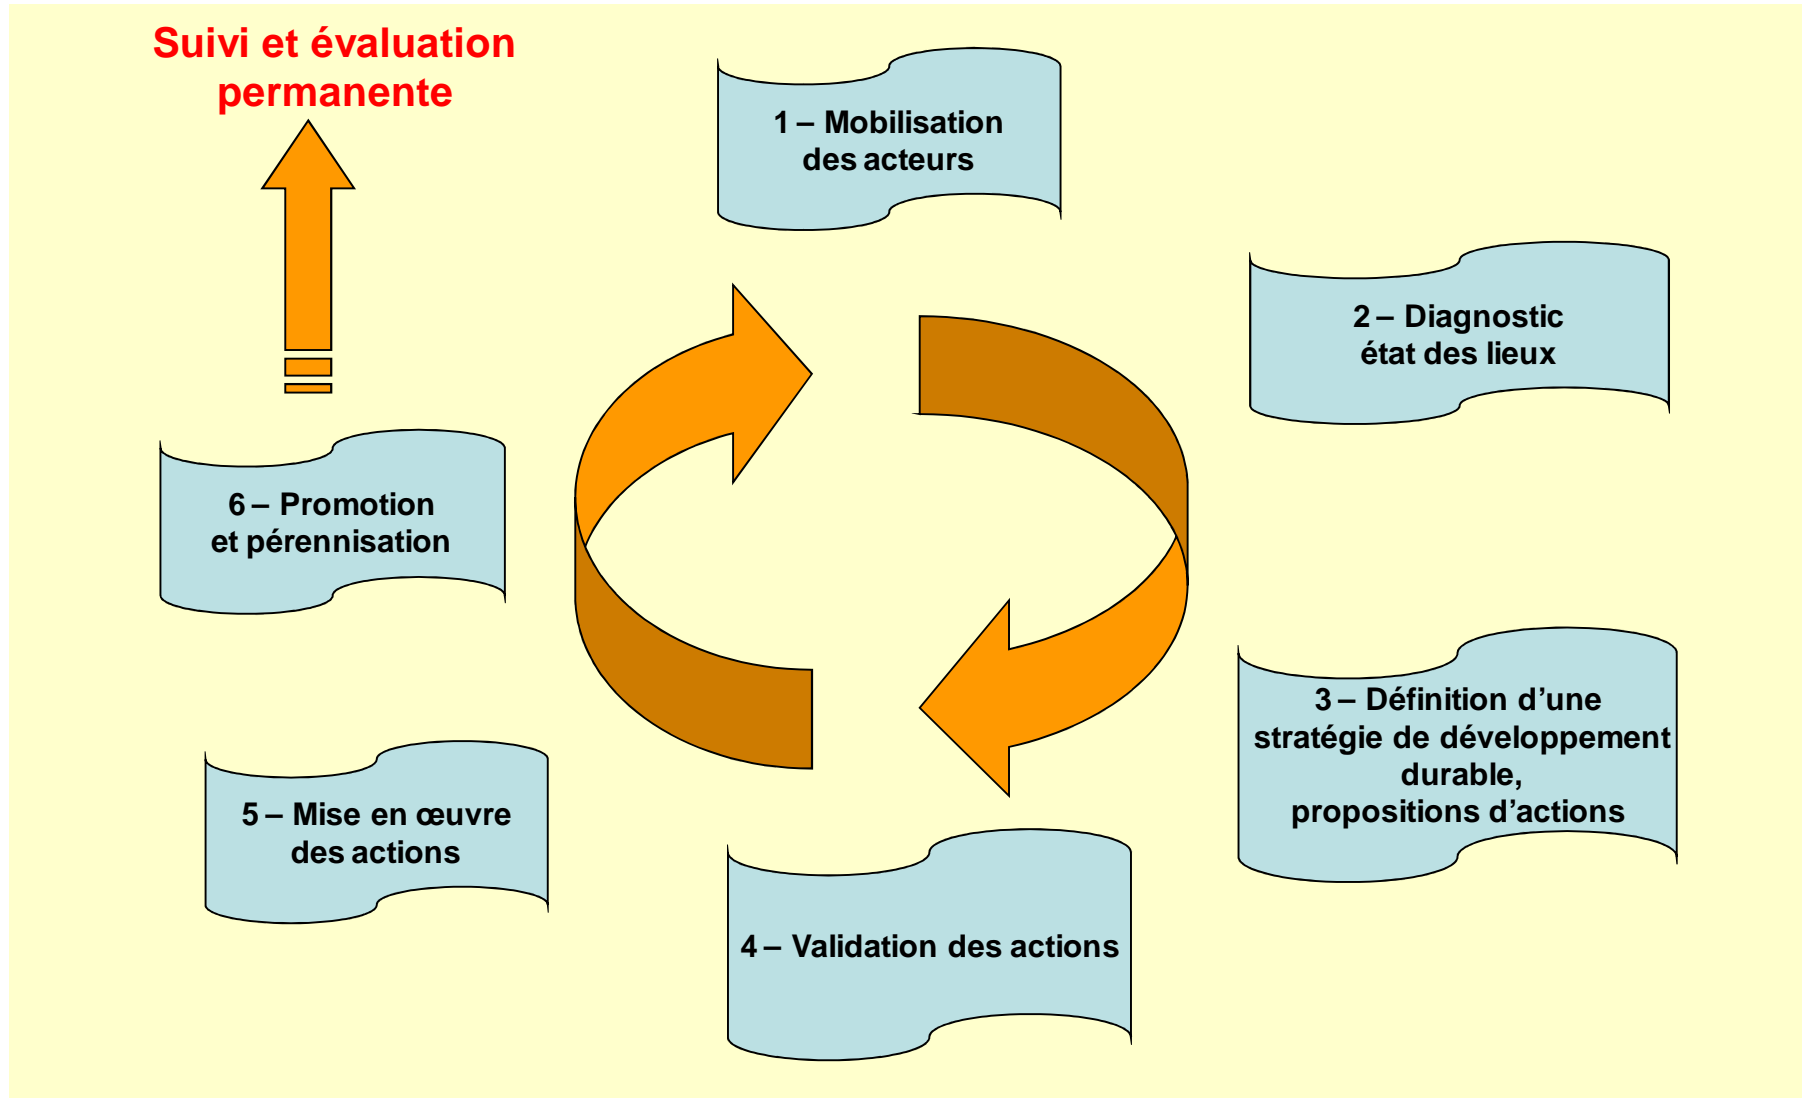 Suivi et évaluation
permanente
1 – Mobilisation
des acteurs
2 – Diagnostic
état des lieux
3 – Définition d’une
stratégie de développement
durable,
propositions d’actions
4 – Validation des actions
5 – Mise en œuvre
des actions
6 – Promotion
et pérennisation